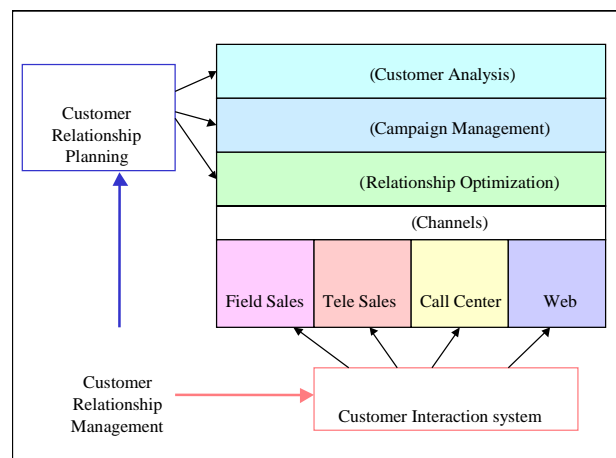 (Customer Analysis)
Customer
Relationship
Planning
(Campaign Management)
(Relationship Optimization)
(Channels)
Field Sales
Tele Sales
Call Center
Web
Customer
Relationship
Management
Customer Interaction system